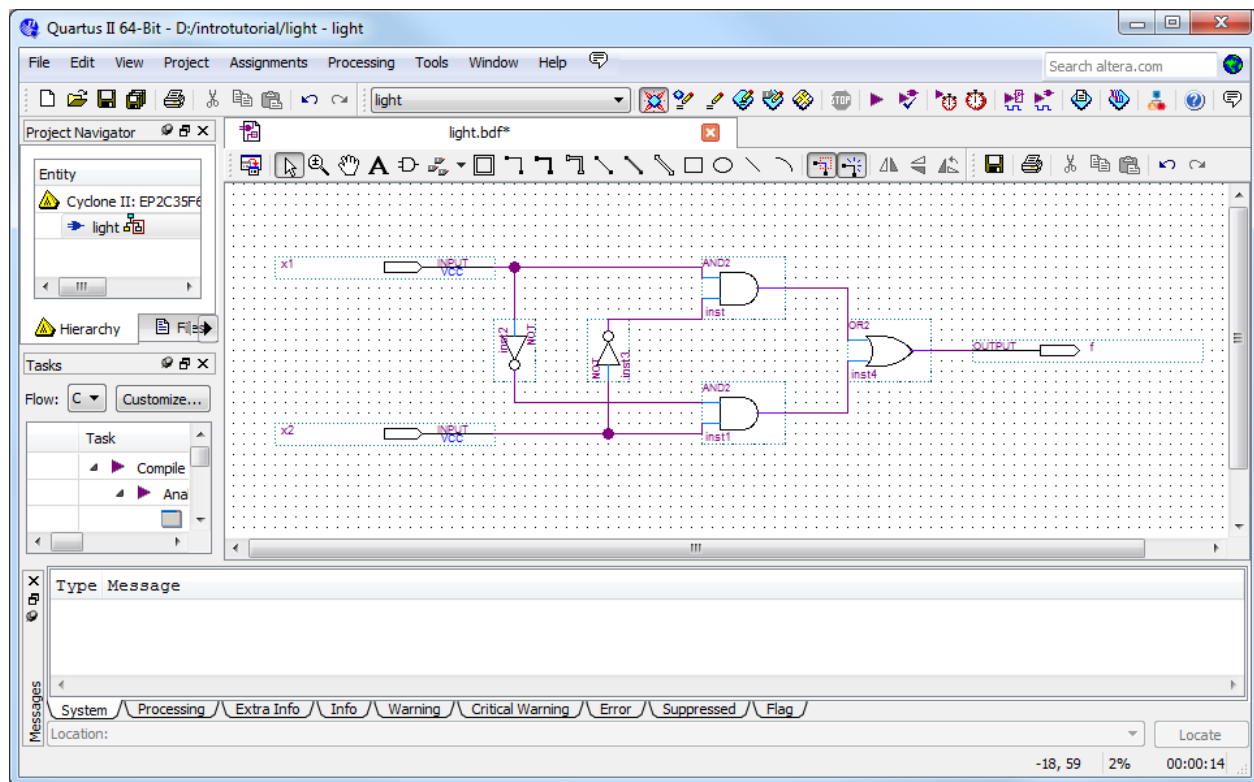 Quartus II 64-Bit - D:/introtutorial/light - light
File Edit View Project Assignments Processing Tools Window Help
Search altera.com
light
STOP
Project Navigator
light.bdf*
A
Entity
Cyclone II: EP2C35F6
light
Hierarchy
Files
Tasks
Flow: C Customize...
Task
Compile
Ana
x1 INPUT
VCC
AND2
inst
inst2
NOT
NOT
inst3
OR2
inst4
OUTPUT f
AND2
inst1
x2 INPUT
VCC
Type Message
Messages
System Processing Extra Info Info Warning Critical Warning Error Suppressed Flag
Location:
Locate
-18, 59 2% 00:00:14